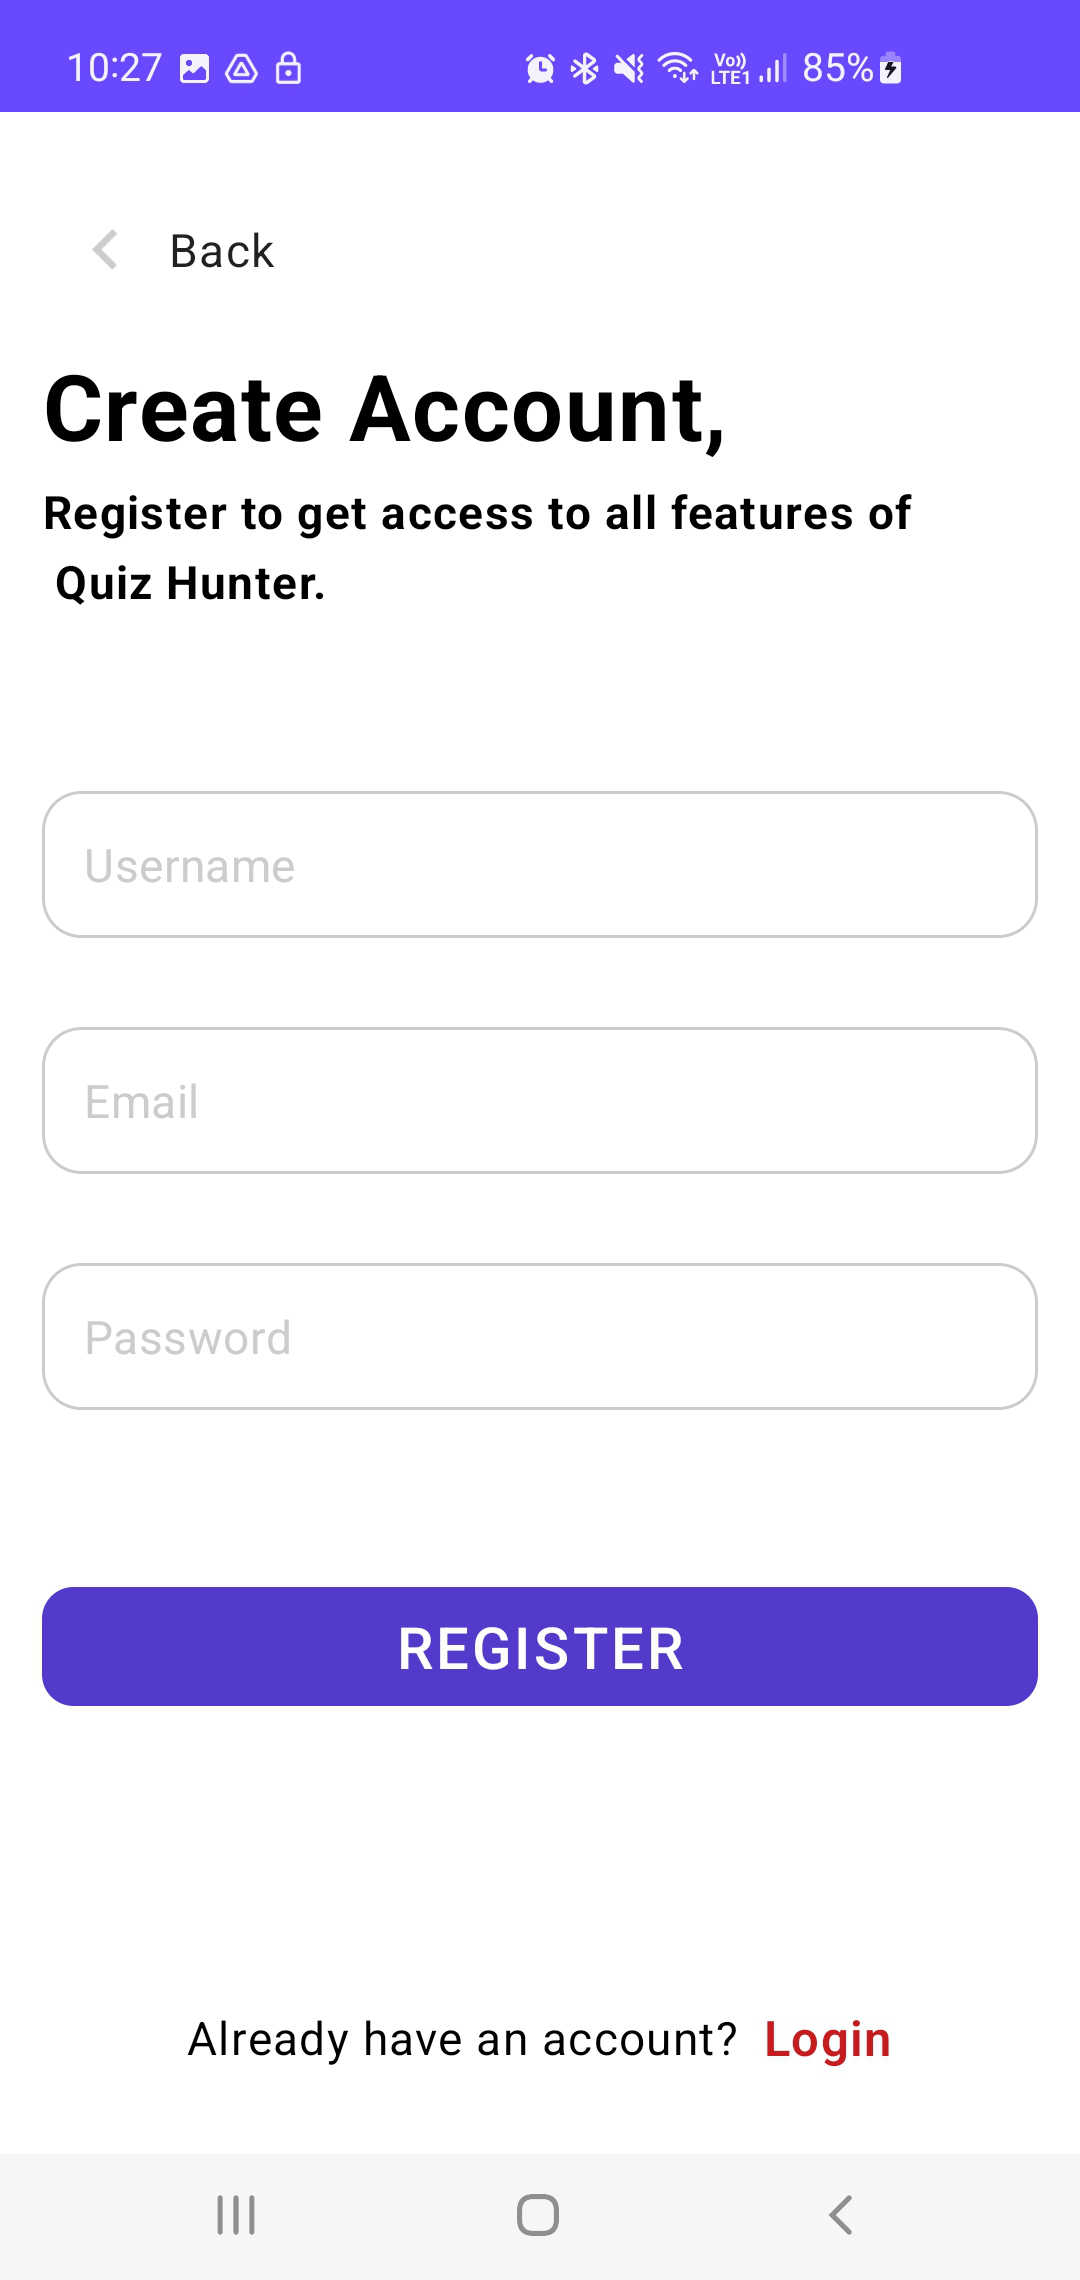 10:27 Vo)) LTE1 85%
Back
Create Account,
Register to get access to all features of
Quiz Hunter.
Username
Email
Password
REGISTER
Already have an account? Login